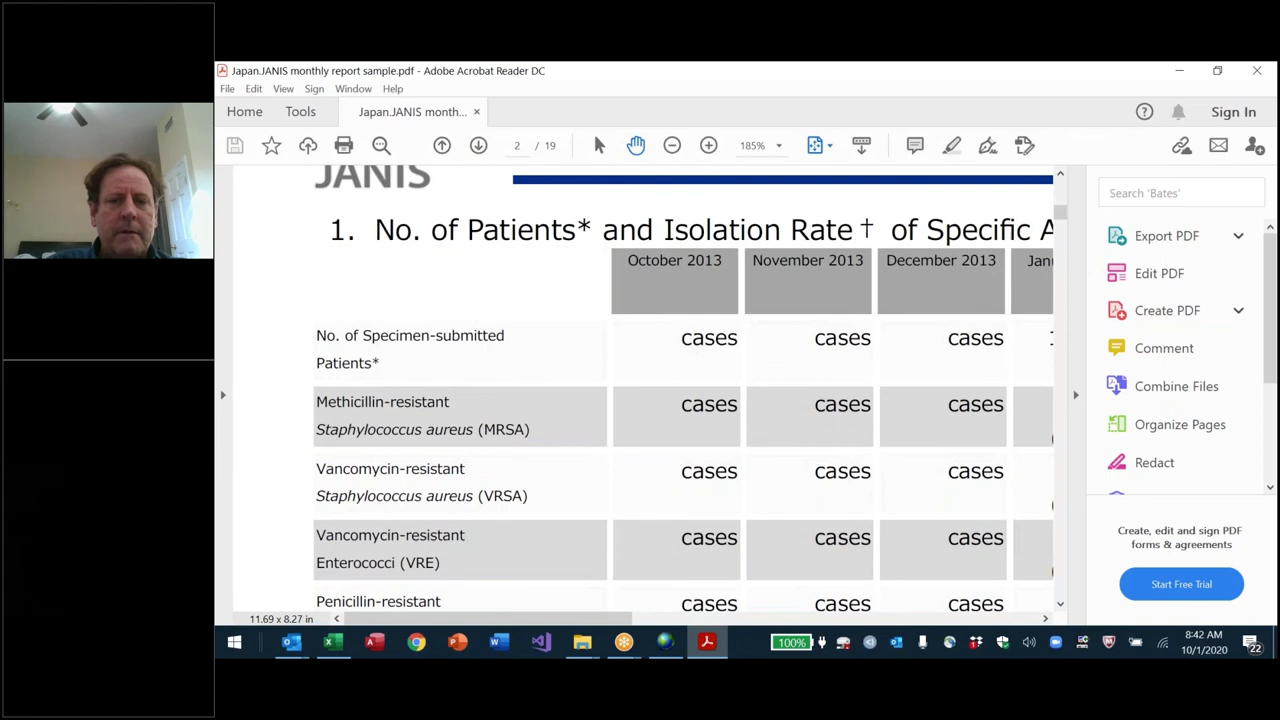 Japan.JANIS monthly report sample.pdf - Adobe Acrobat Reader DC
File Edit View Sign Window Help
Home Tools Japan.JANIS month... × Sign In
2 / 19 185%
JANIS
1. No. of Patients* and Isolation Rate† of Specific A
October 2013 November 2013 December 2013 Janu
No. of Specimen-submitted
Patients*
cases cases cases
Methicillin-resistant
Staphylococcus aureus (MRSA)
cases cases cases
Vancomycin-resistant
Staphylococcus aureus (VRSA)
cases cases cases
Vancomycin-resistant
Enterococci (VRE)
cases cases cases
Penicillin-resistant
cases cases cases
11.69 x 8.27 in
Search 'Bates'
Export PDF
Edit PDF
Create PDF
Comment
Combine Files
Organize Pages
Redact
Create, edit and sign PDF
forms & agreements
Start Free Trial
100%
8:42 AM
10/1/2020
22